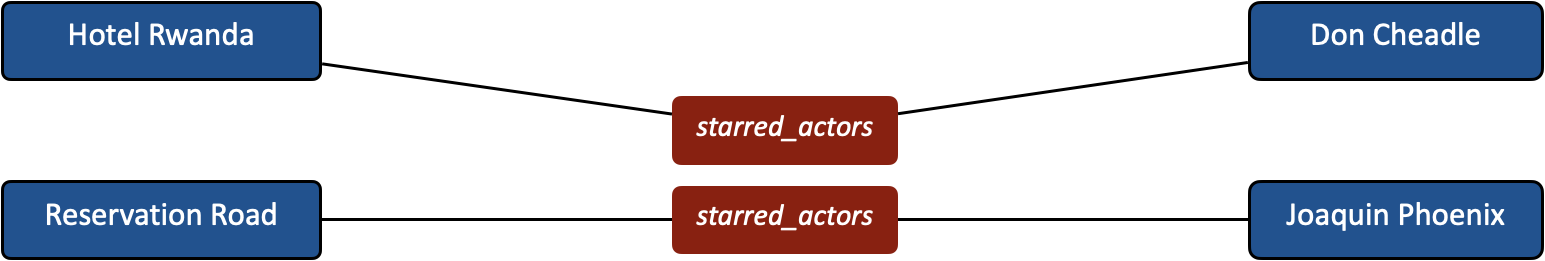 Hotel Rwanda
Don Cheadle
starred_actors
Reservation Road
starred_actors
Joaquin Phoenix